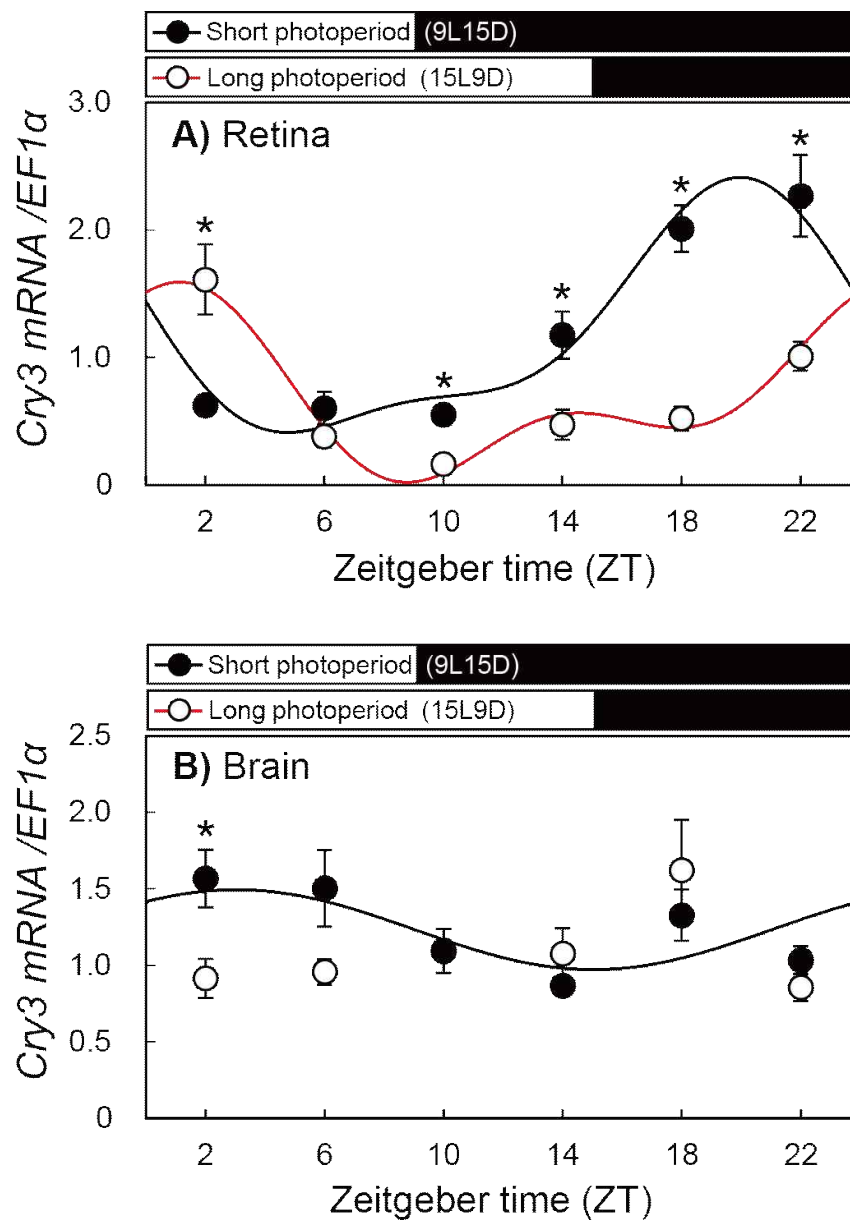 Short photoperiod (9L15D)
Long photoperiod (15L9D)
A) Retina
Cry3 mRNA /EF1α
3.0
2.0
1.0
0
* * * * *
2 6 10 14 18 22
Zeitgeber time (ZT)
Short photoperiod (9L15D)
Long photoperiod (15L9D)
B) Brain
Cry3 mRNA /EF1α
2.5
2.0
1.5
1.0
0.5
0
*
2 6 10 14 18 22
Zeitgeber time (ZT)